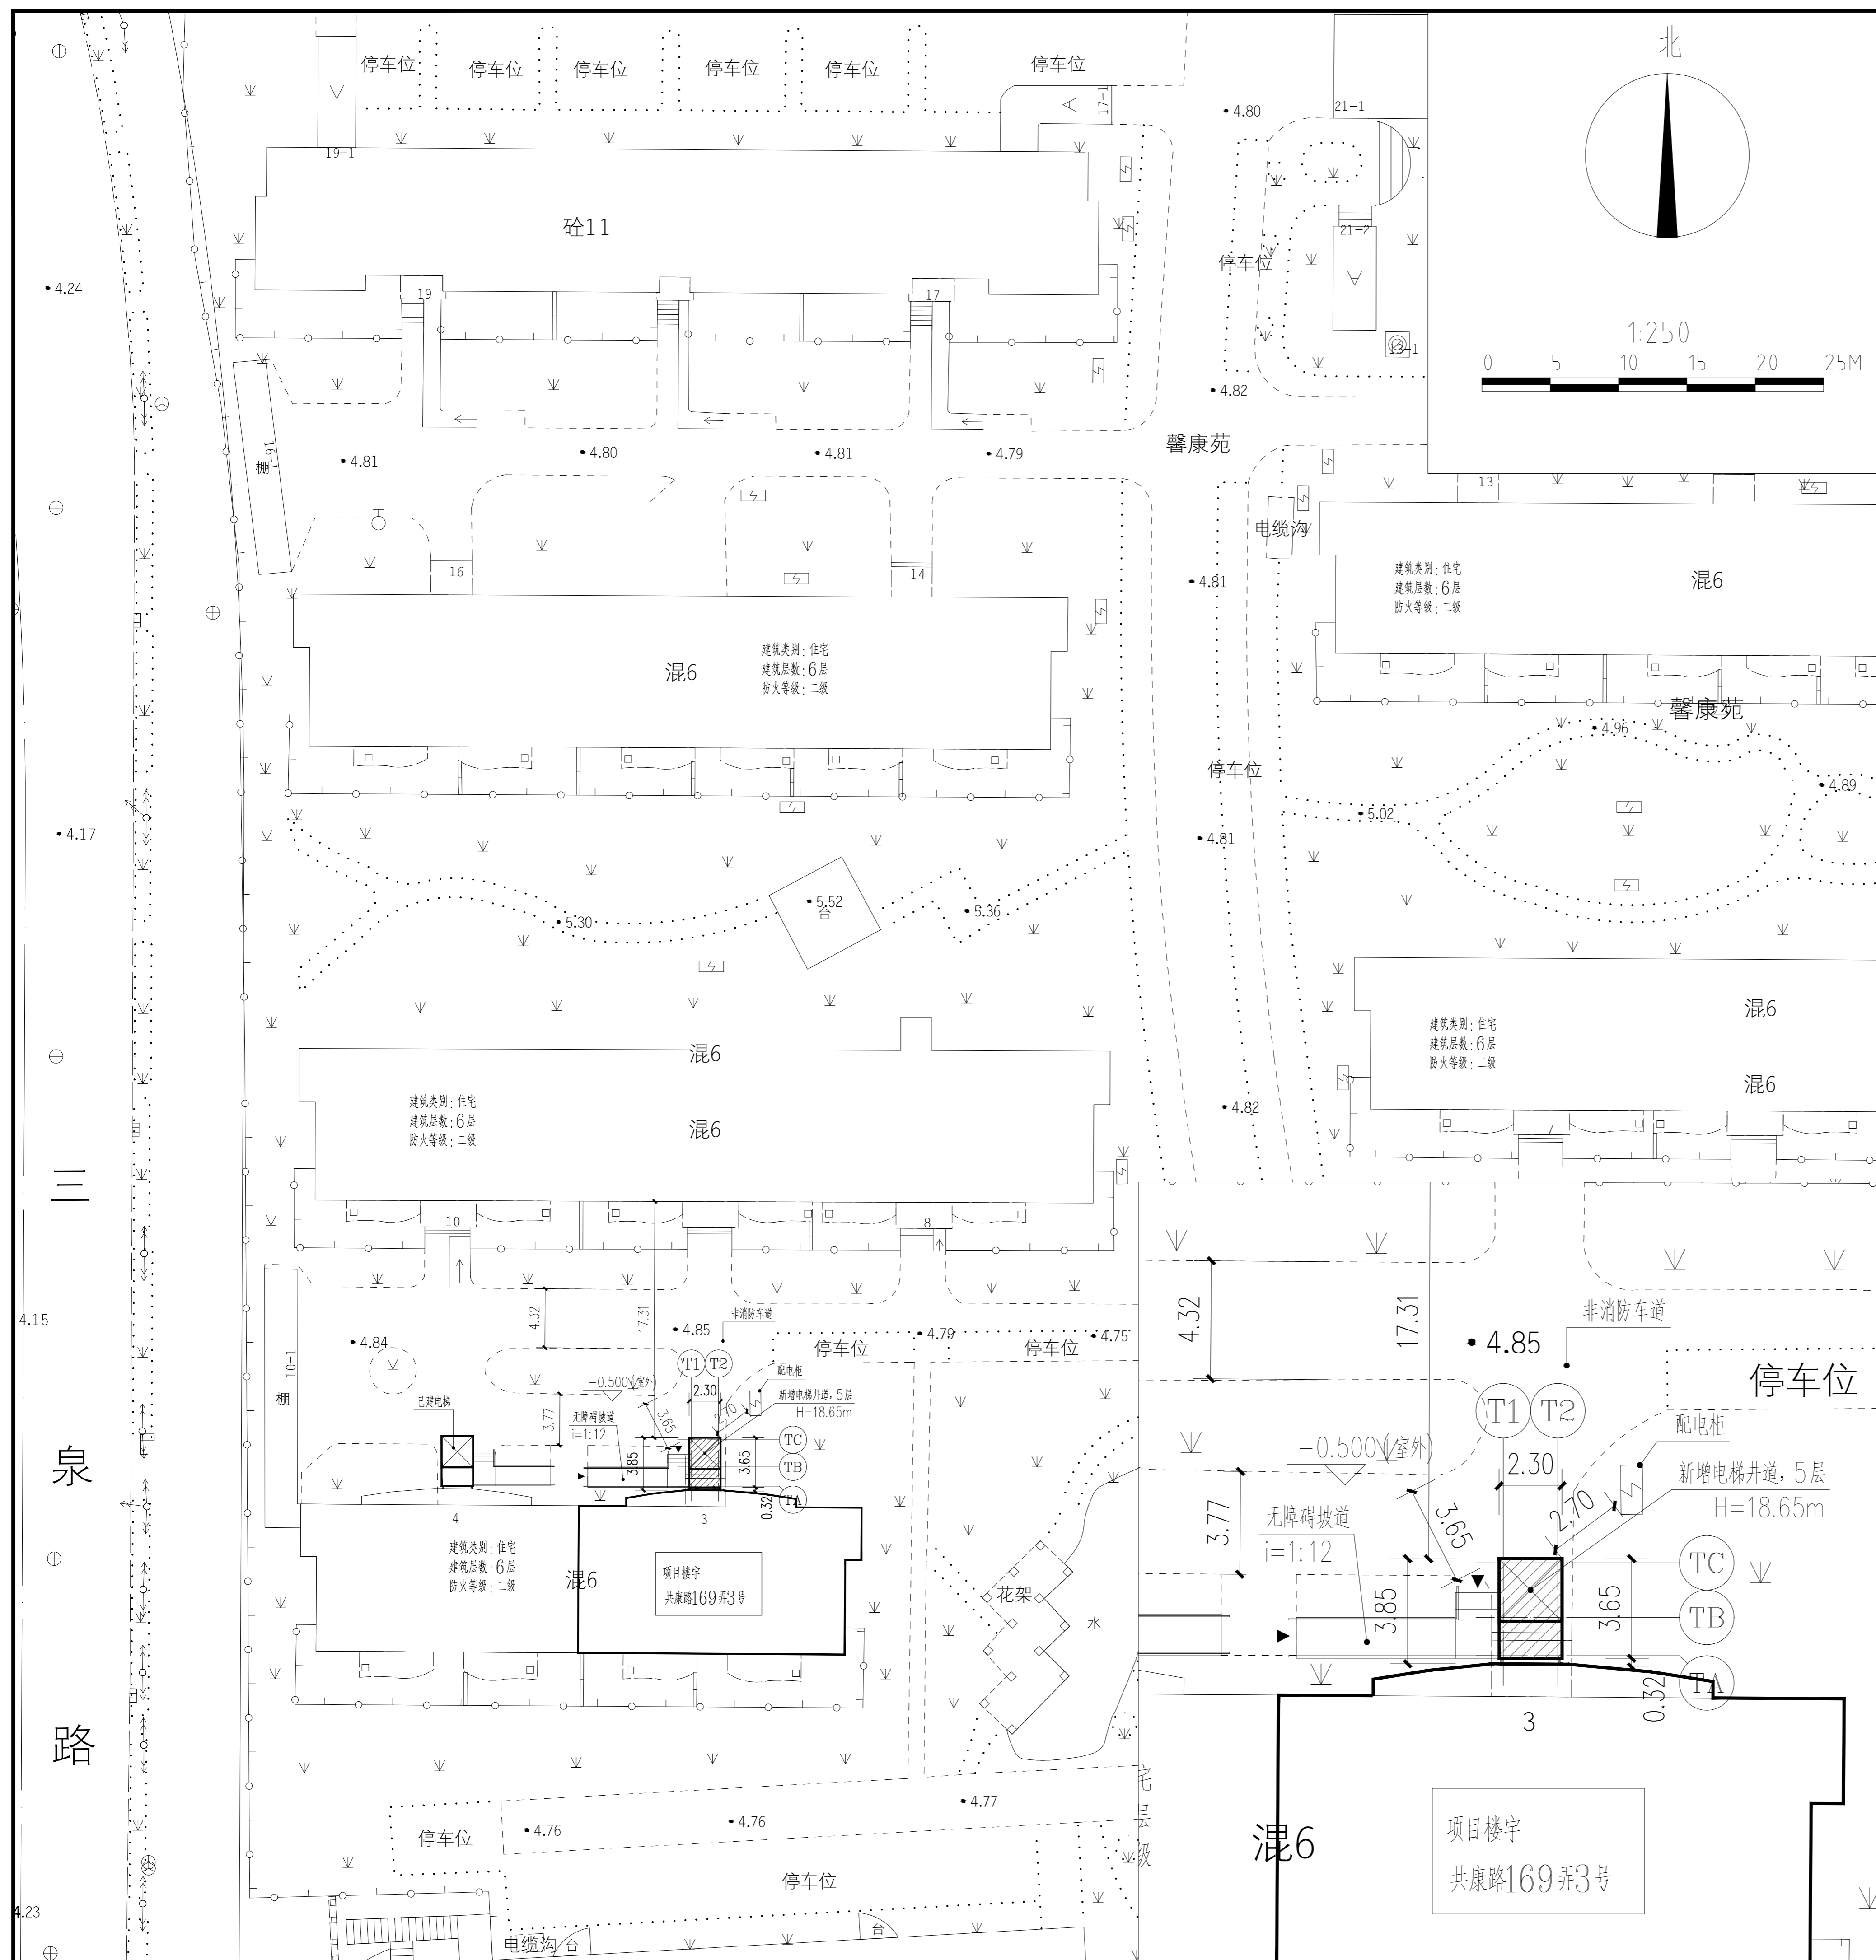 北
停车位
停车位
停车位
停车位
停车位
停车位
17-1
4.80
21-1
19-1
砼11
21-2
停车位
4.24
19
17
13-1
1:250
0 5 10 15 20 25M
4.82
馨康苑
16-1
棚
4.81
4.80
4.81
4.79
13
电缆沟
16
14
4.81
建筑类别:住宅
建筑层数:6层
防火等级:二级
混6
建筑类别:住宅
建筑层数:6层
防火等级:二级
混6
馨康苑
4.96
停车位
4.89
5.02
4.17
4.81
5.52
台
5.30
5.36
混6
建筑类别:住宅
建筑层数:6层
防火等级:二级
混6
混6
建筑类别:住宅
建筑层数:6层
防火等级:二级
混6
4.82
7
三
泉
路
10
8
4.15
4.32
17.31
4.85
非消防车道
4.79
4.75
4.84
停车位
停车位
10-1
棚
T1
T2
配电柜
-0.500(室外)
2.30
2.70
新增电梯井道,5层
H=18.65m
已建电梯
3.77
无障碍坡道
i=1:12
3.65
3.85
3.65
TC
TB
TA
0.32
4
3
建筑类别:住宅
建筑层数:6层
防火等级:二级
混6
项目楼宇
共康路169弄3号
花架
水
4.32
17.31
4.85
非消防车道
停车位
T1
T2
配电柜
-0.500(室外)
2.30
新增电梯井道,5层
H=18.65m
2.70
3.77
无障碍坡道
i=1:12
3.65
3.85
3.65
TC
TB
TA
0.32
3
宅
层
级
混6
项目楼宇
共康路169弄3号
4.77
4.76
4.76
停车位
停车位
4.23
电缆沟
台
台